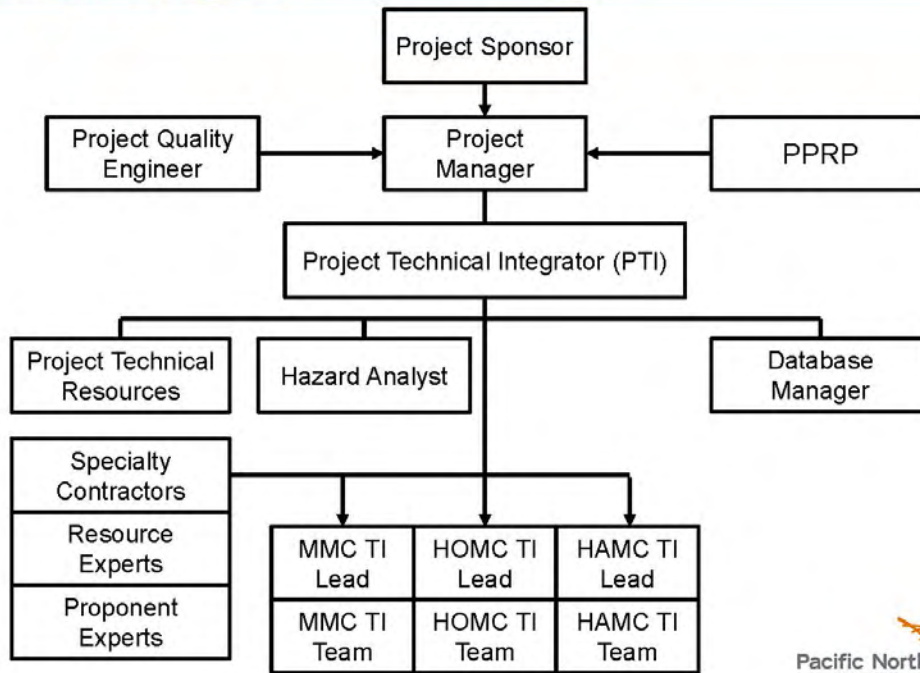 Project Sponsor
Project Quality
Engineer
Project
Manager
PPRP
Project Technical Integrator (PTI)
Project Technical
Resources
Hazard Analyst
Database
Manager
Specialty
Contractors
Resource
Experts
Proponent
Experts
MMC TI
Lead
HOMC TI
Lead
HAMC TI
Lead
MMC TI
Team
HOMC TI
Team
HAMC TI
Team
Pacific